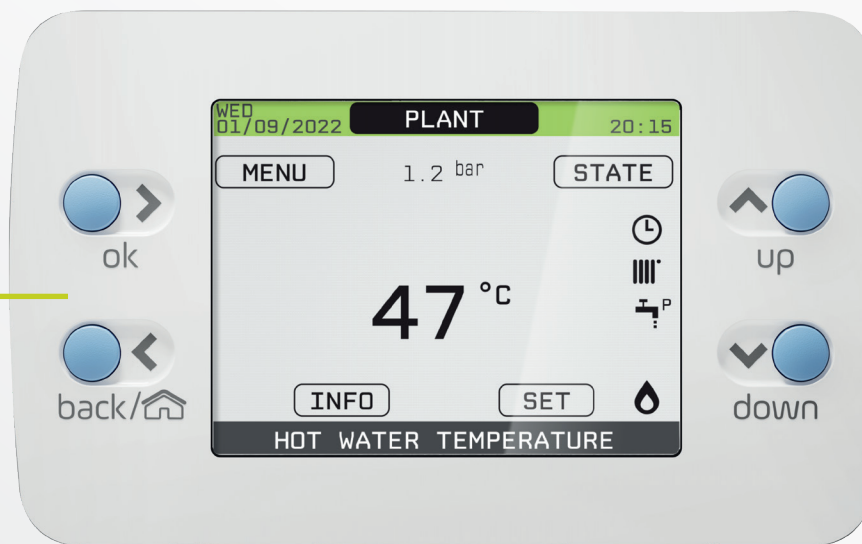 WED
01/09/2022
PLANT
20:15
MENU
1.2 bar
STATE
ok
up
47 °C
P
back/
down
INFO
SET
HOT WATER TEMPERATURE